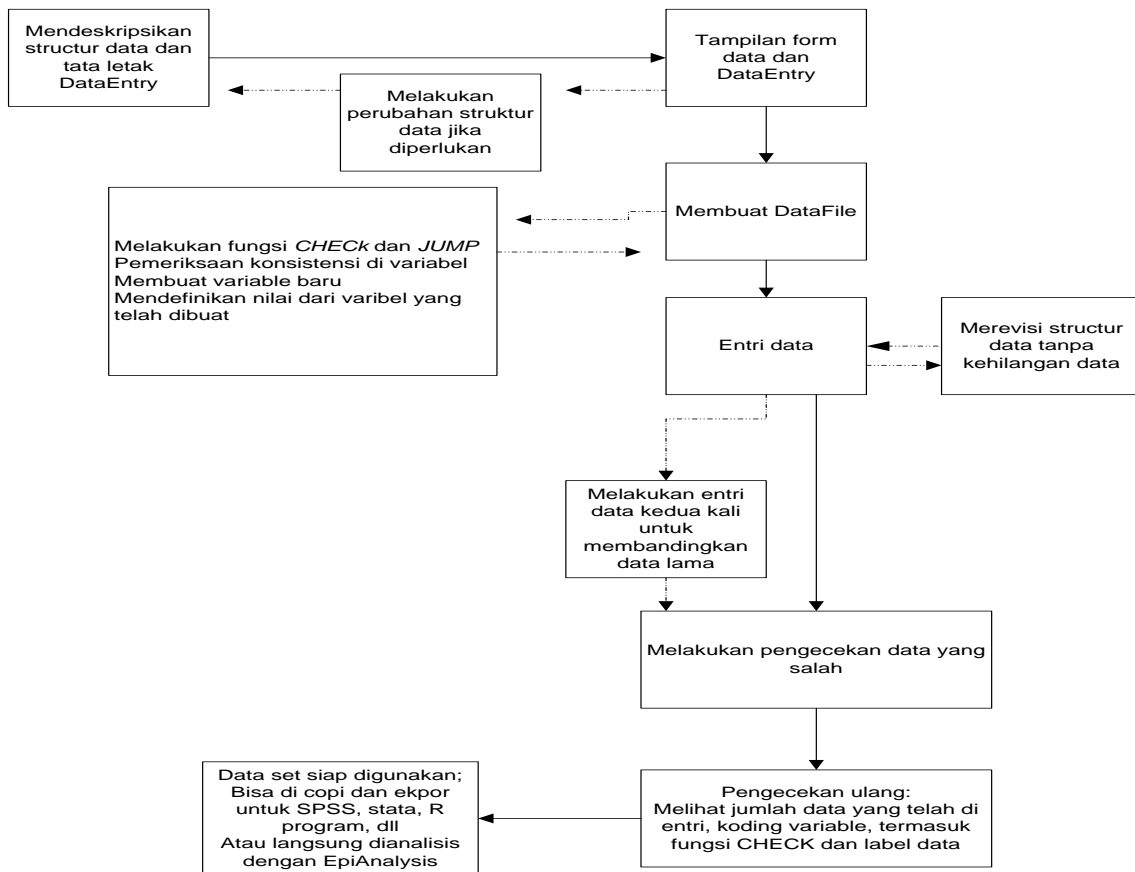 Mendeskripsikan
structur data dan
tata letak
DataEntry
Tampilan form
data dan
DataEntry
Melakukan
perubahan struktur
data jika
diperlukan
Membuat DataFile
Melakukan fungsi CHECk dan JUMP
Pemeriksaan konsistensi di variabel
Membuat variable baru
Mendefinikan nilai dari varibel yang
telah dibuat
Entri data
Merevisi structur
data tanpa
kehilangan data
Melakukan entri
data kedua kali
untuk
membandingkan
data lama
Melakukan pengecekan data yang
salah
Data set siap digunakan;
Bisa di copi dan ekpor
untuk SPSS, stata, R
program, dll
Atau langsung dianalisis
dengan EpiAnalysis
Pengecekan ulang:
Melihat jumlah data yang telah di
entri, koding variable, termasuk
fungsi CHECK dan label data